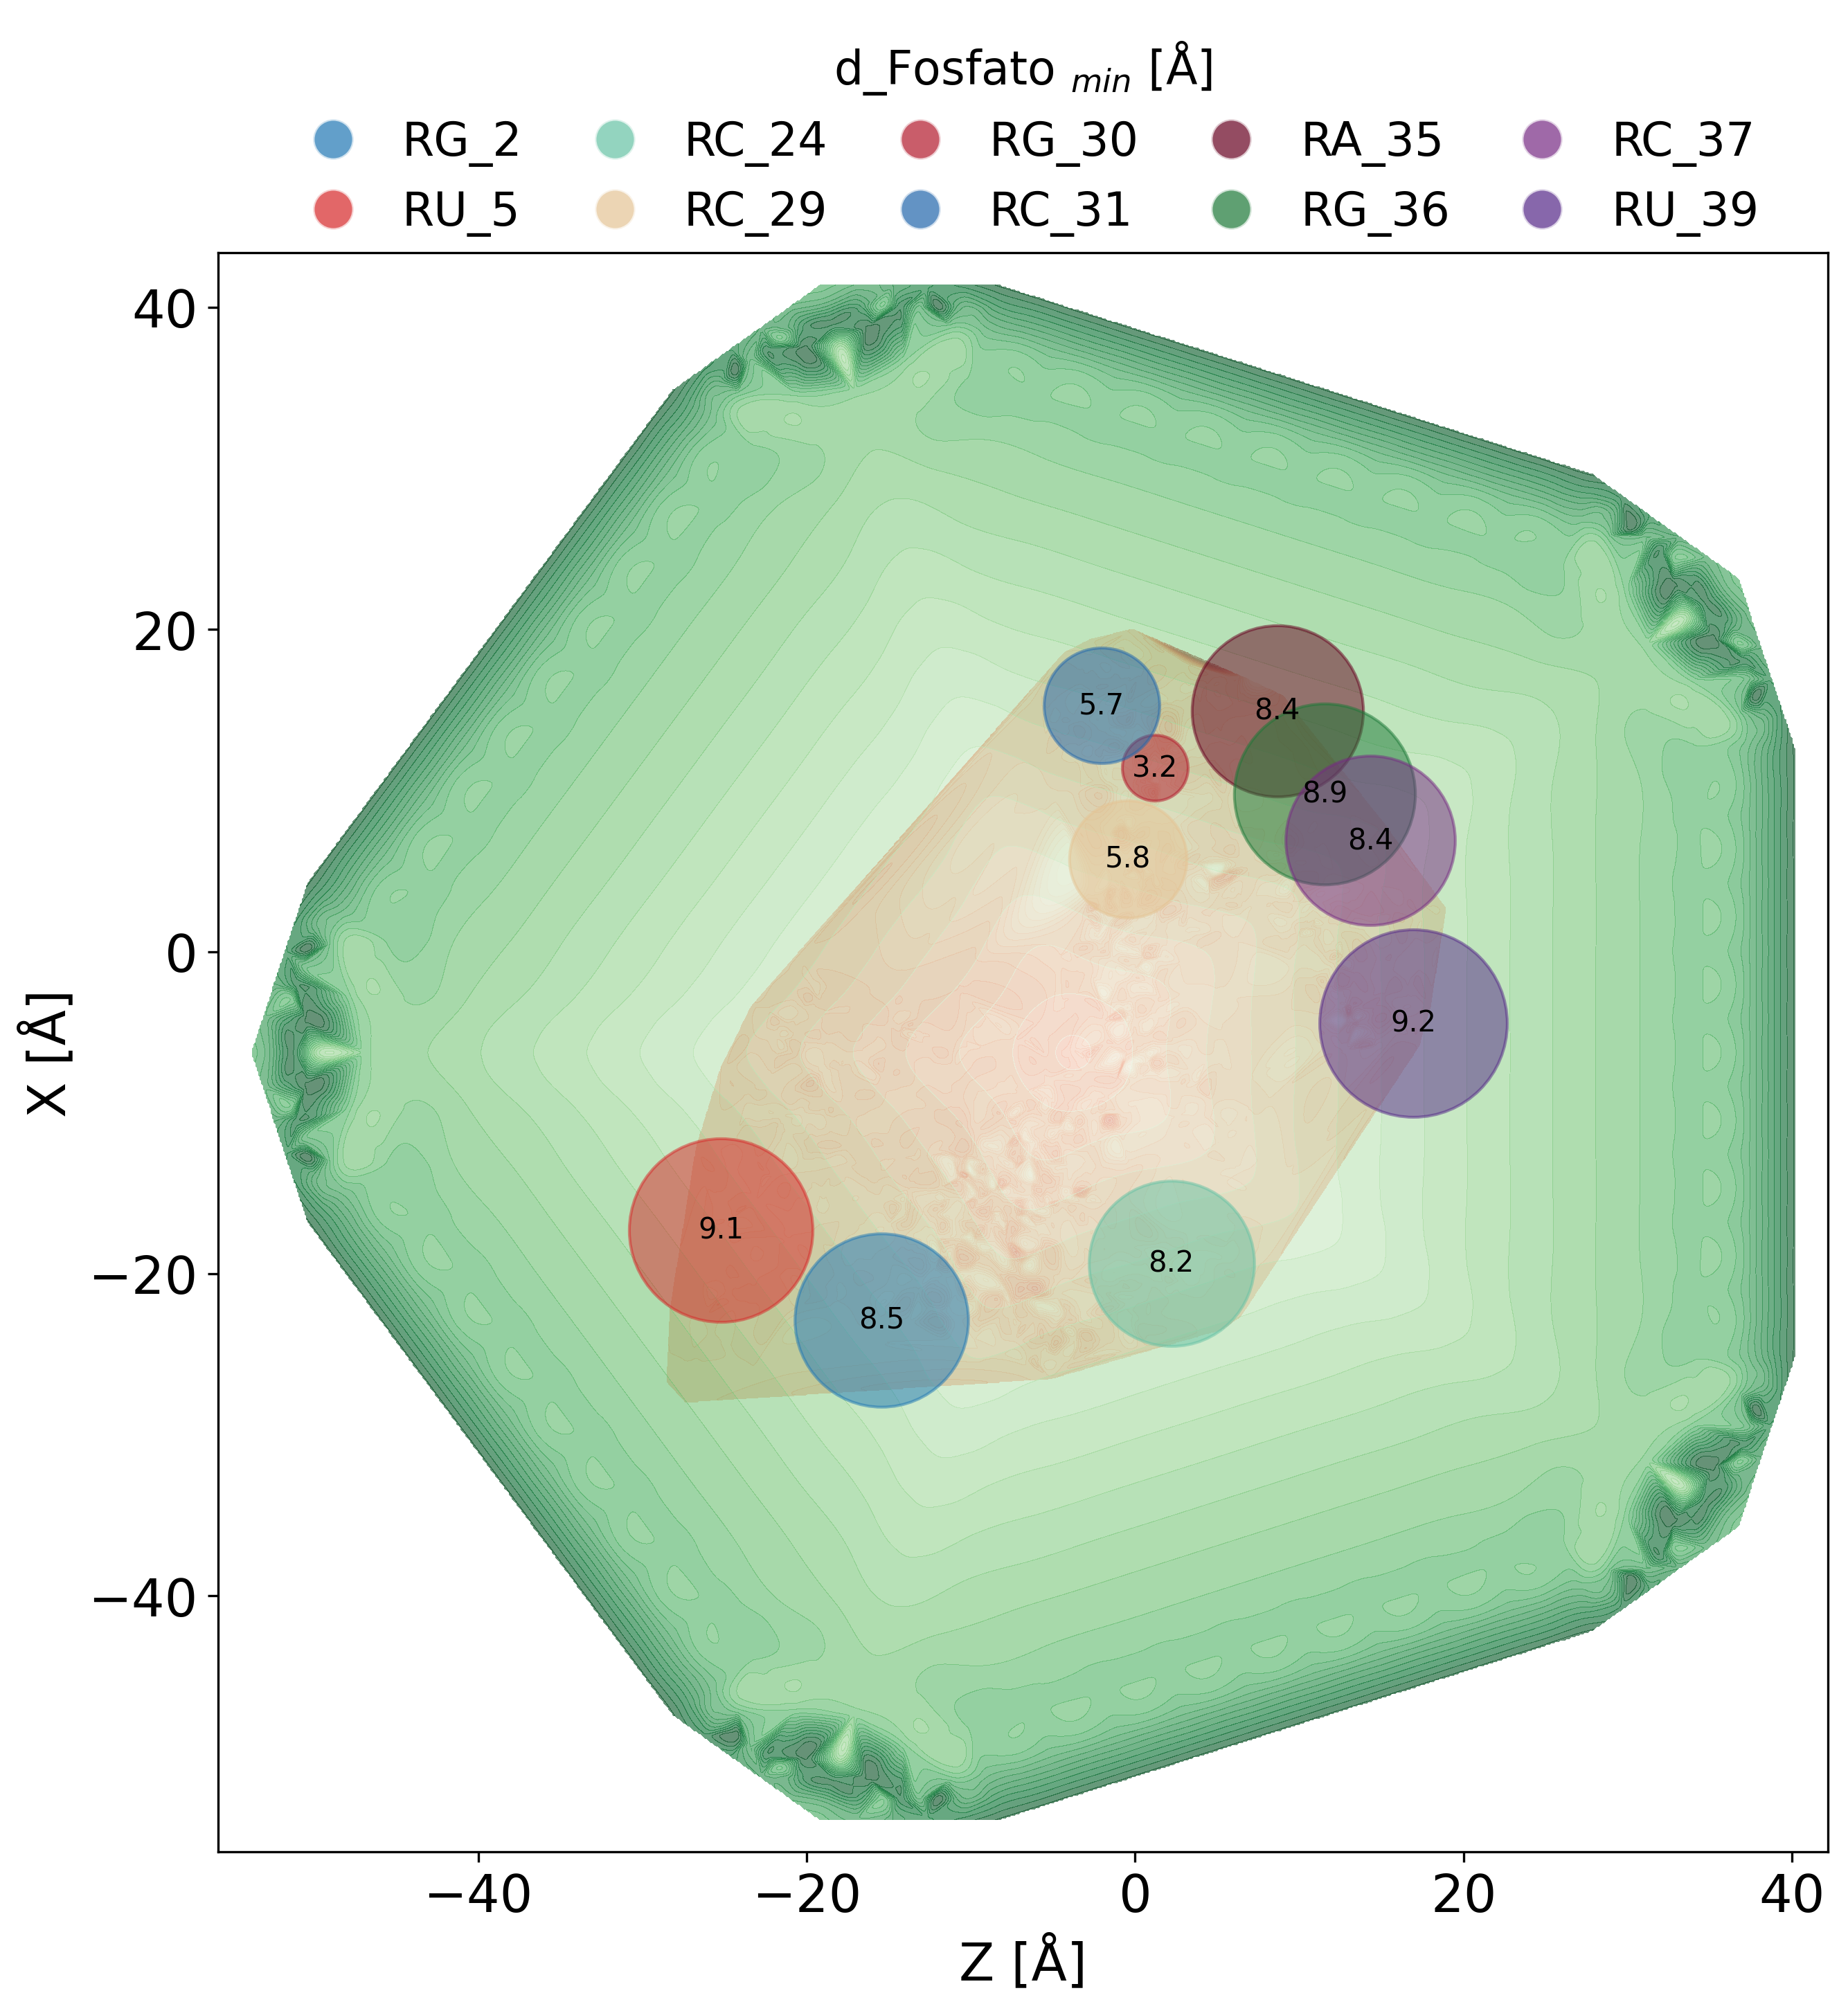 d_Fosfato min [Å]
RG_2 RC_24 RG_30 RA_35 RC_37
RU_5 RC_29 RC_31 RG_36 RU_39
40
20
0
−20
−40
X [Å]
5.7
8.4
3.2
8.9
8.4
5.8
9.2
9.1
8.2
8.5
−40 −20 0 20 40
Z [Å]